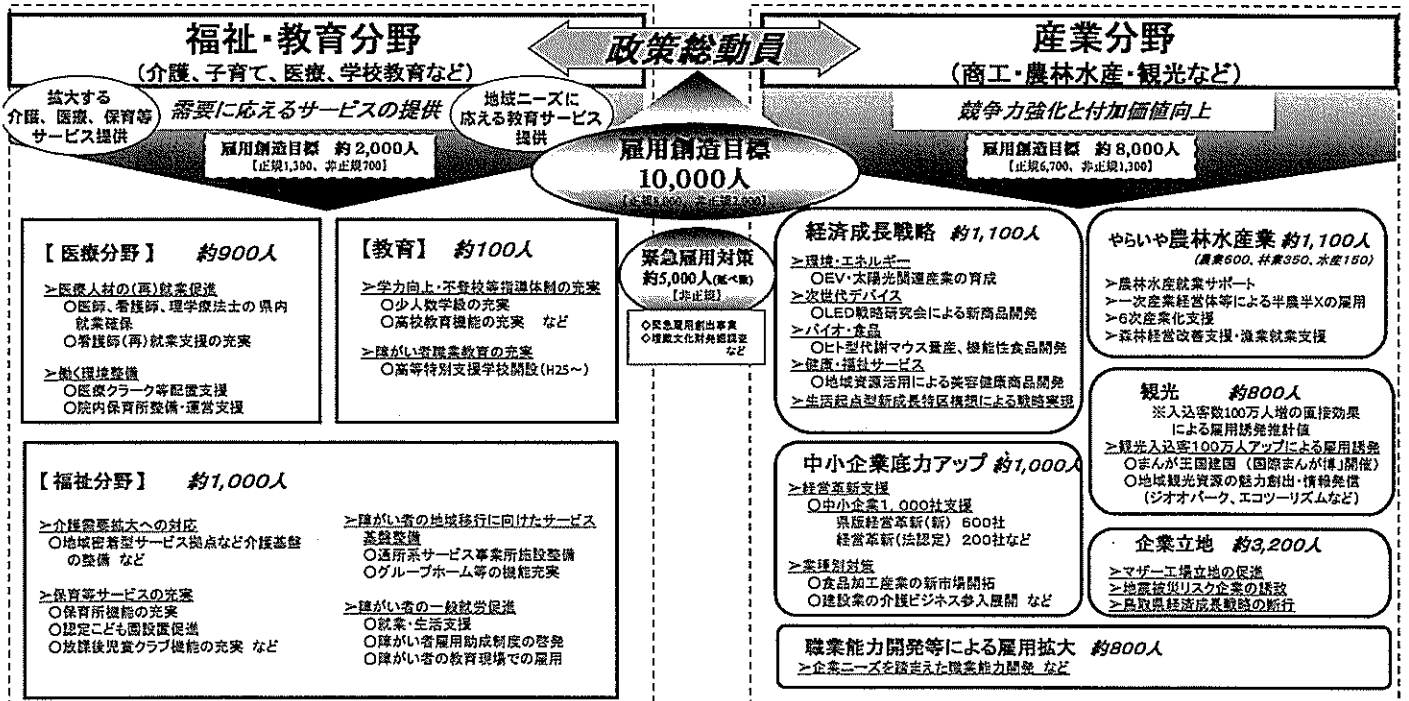 福祉・教育分野
(介護、子育て、医療、学校教育など)
政策総動員
産業分野
(商工・農林水産・観光など)
拡大する
介護、医療、保育等
サービス提供
需要に応えるサービスの提供
地域ニーズに
応える教育サービス
提供
競争力強化と付加価値向上
雇用創造目標 約2,000人
【正規1,300、非正規700】
雇用創造目標
10,000人
雇用創造目標 約8,000人
【正規6,700、非正規1,300】
【医療分野】 約900人
➢医療人材の(再)就業促進
○医師、看護師、理学療法士の県内
就業確保
○看護師(再)就業支援の充実
➢働く環境整備
○医療クラーク等配置支援
○院内保育所整備・運営支援
【教育】 約100人
➢学力向上・不登校等指導体制の充実
○少人数学級の充実
○高校教育機能の充実 など
➢障がい者職業教育の充実
○高等特別支援学校開設(H25~)
緊急雇用対策
約5,000人(延べ数)
【非正規】
◇緊急雇用創出事業
◇埋蔵文化財発掘調査
など
【福祉分野】 約1,000人
➢介護需要拡大への対応
○地域密着型サービス拠点など介護基盤
の整備 など
➢保育等サービスの充実
○保育所機能の充実
○認定こども園設置促進
○放課後児童クラブ機能の充実 など
➢障がい者の地域移行に向けたサービス
基盤整備
○通所系サービス事業所施設整備
○グループホーム等の機能充実
➢障がい者の一般就労促進
○就業・生活支援
○障がい者雇用助成制度の啓発
○障がい者の教育現場での雇用
経済成長戦略 約1,100人
➢環境・エネルギー
○EV・太陽光関連産業の育成
➢次世代デバイス
○LED戦略研究会による新商品開発
➢バイオ・食品
○ヒト型代謝マウス量産、機能性食品開発
➢健康・福祉サービス
○地域資源活用による美容健康商品開発
➢生活起点型新成長特区構想による戦略実現
中小企業底力アップ 約1,000人
➢経営革新支援
○中小企業1,000社支援
県版経営革新(新) 600社
経営革新(法認定) 200社など
➢業種別対策
○食品加工産業の新市場開拓
○建設業の介護ビジネス参入展開 など
やらいや農林水産業 約1,100人
(農業600、林業350、水産150)
➢農林水産就業サポート
➢一次産業経営体等による半農半Xの雇用
➢6次産業化支援
➢森林経営改善支援・漁業就業支援
観光 約800人
※入込客数100万人増の直接効果
による雇用誘発推計値
➢観光入込客100万人アップによる雇用誘発
○まんが王国建国 (「国際まんが博」開催)
○地域観光資源の魅力創出・情報発信
(ジオオパーク、エコツーリズムなど)
企業立地 約3,200人
➢マザー工場立地の促進
➢地震被災リスク企業の誘致
➢鳥取県経済成長戦略の断行
職業能力開発等による雇用拡大 約800人
➢企業ニーズを踏まえた職業能力開発 など